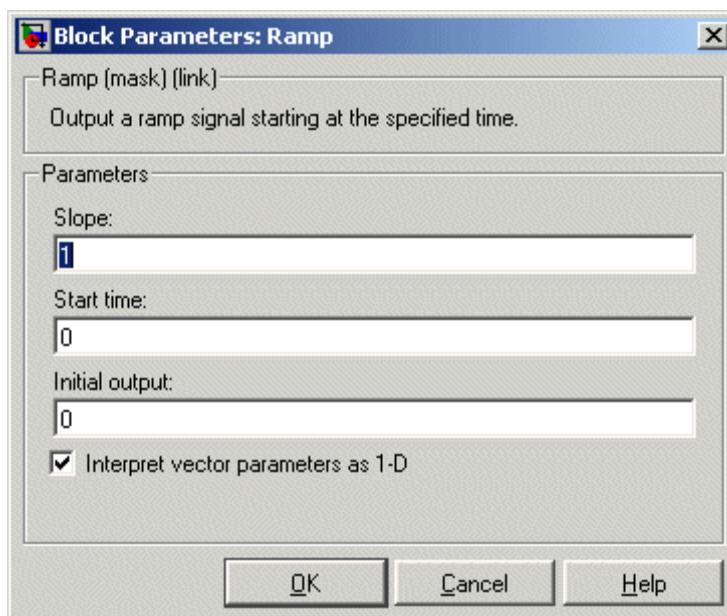 Block Parameters: Ramp
Ramp (mask) (link)
Output a ramp signal starting at the specified time.
Parameters
Slope:
1
Start time:
0
Initial output:
0
Interpret vector parameters as 1-D
OK Cancel Help